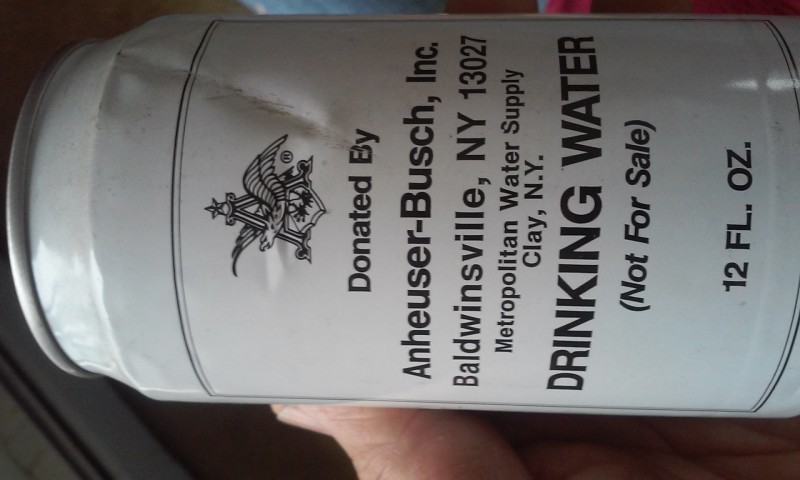 Donated By
Anheuser-Busch, Inc.
Baldwinsville, NY 13027
Metropolitan Water Supply
Clay, N.Y.
DRINKING WATER
(Not For Sale)
12 FL. OZ.